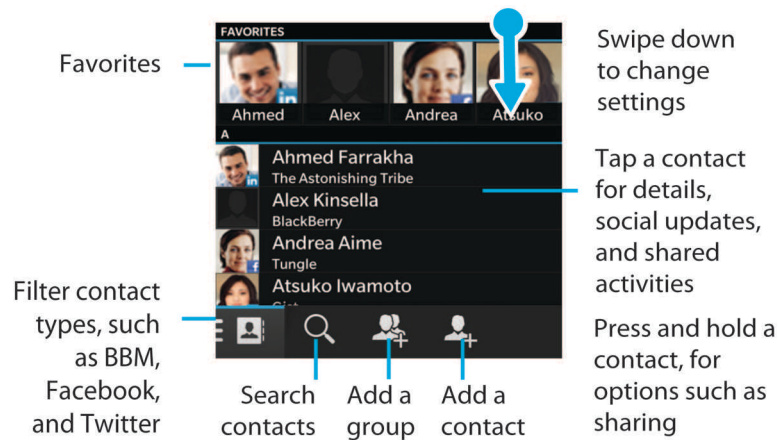 Favorites
FAVORITES
Ahmed
Alex
Andrea
Atsuko
A
Ahmed Farrakha
The Astonishing Tribe
Alex Kinsella
BlackBerry
Andrea Aime
Tungle
Atsuko Iwamoto
Swipe down
to change
settings
Tap a contact
for details,
social updates,
and shared
activities
Press and hold a
contact, for
options such as
sharing
Filter contact
types, such
as BBM,
Facebook,
and Twitter
Search
contacts
Add a
group
Add a
contact